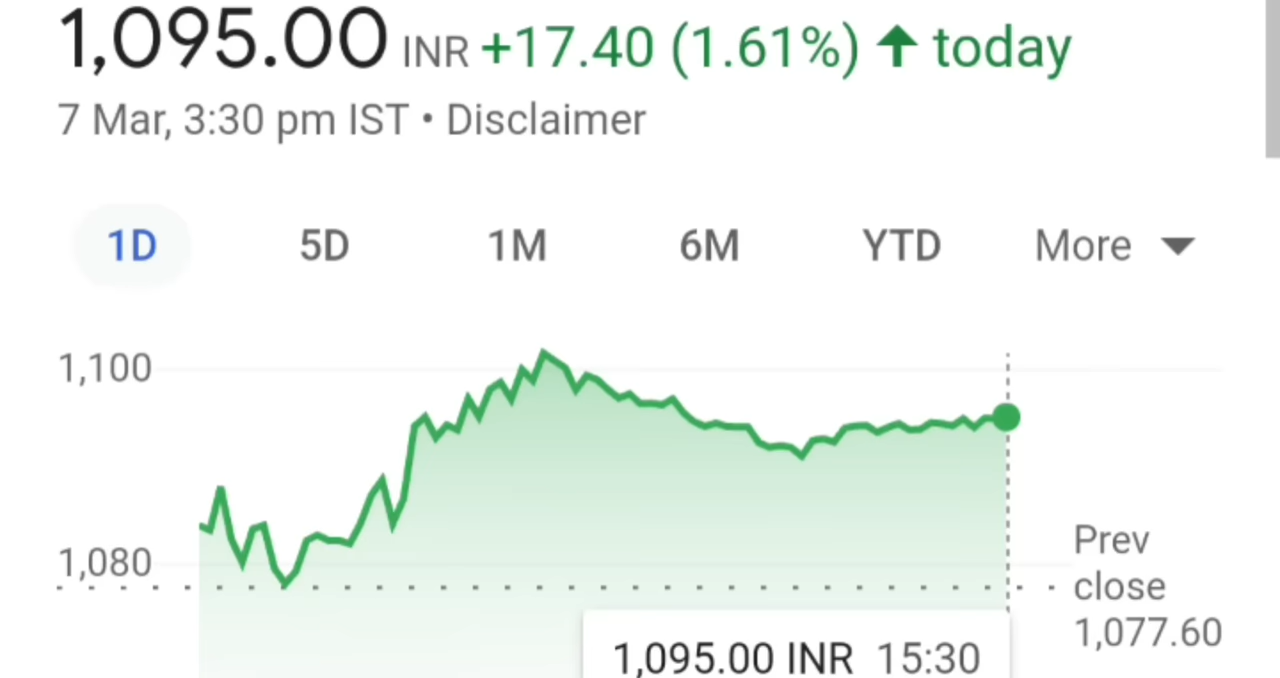 1,095.00 INR +17.40 (1.61%) ↑ today
7 Mar, 3:30 pm IST • Disclaimer
1D 5D 1M 6M YTD More
1,100
1,080
Prev
close
1,077.60
1,095.00 INR 15:30